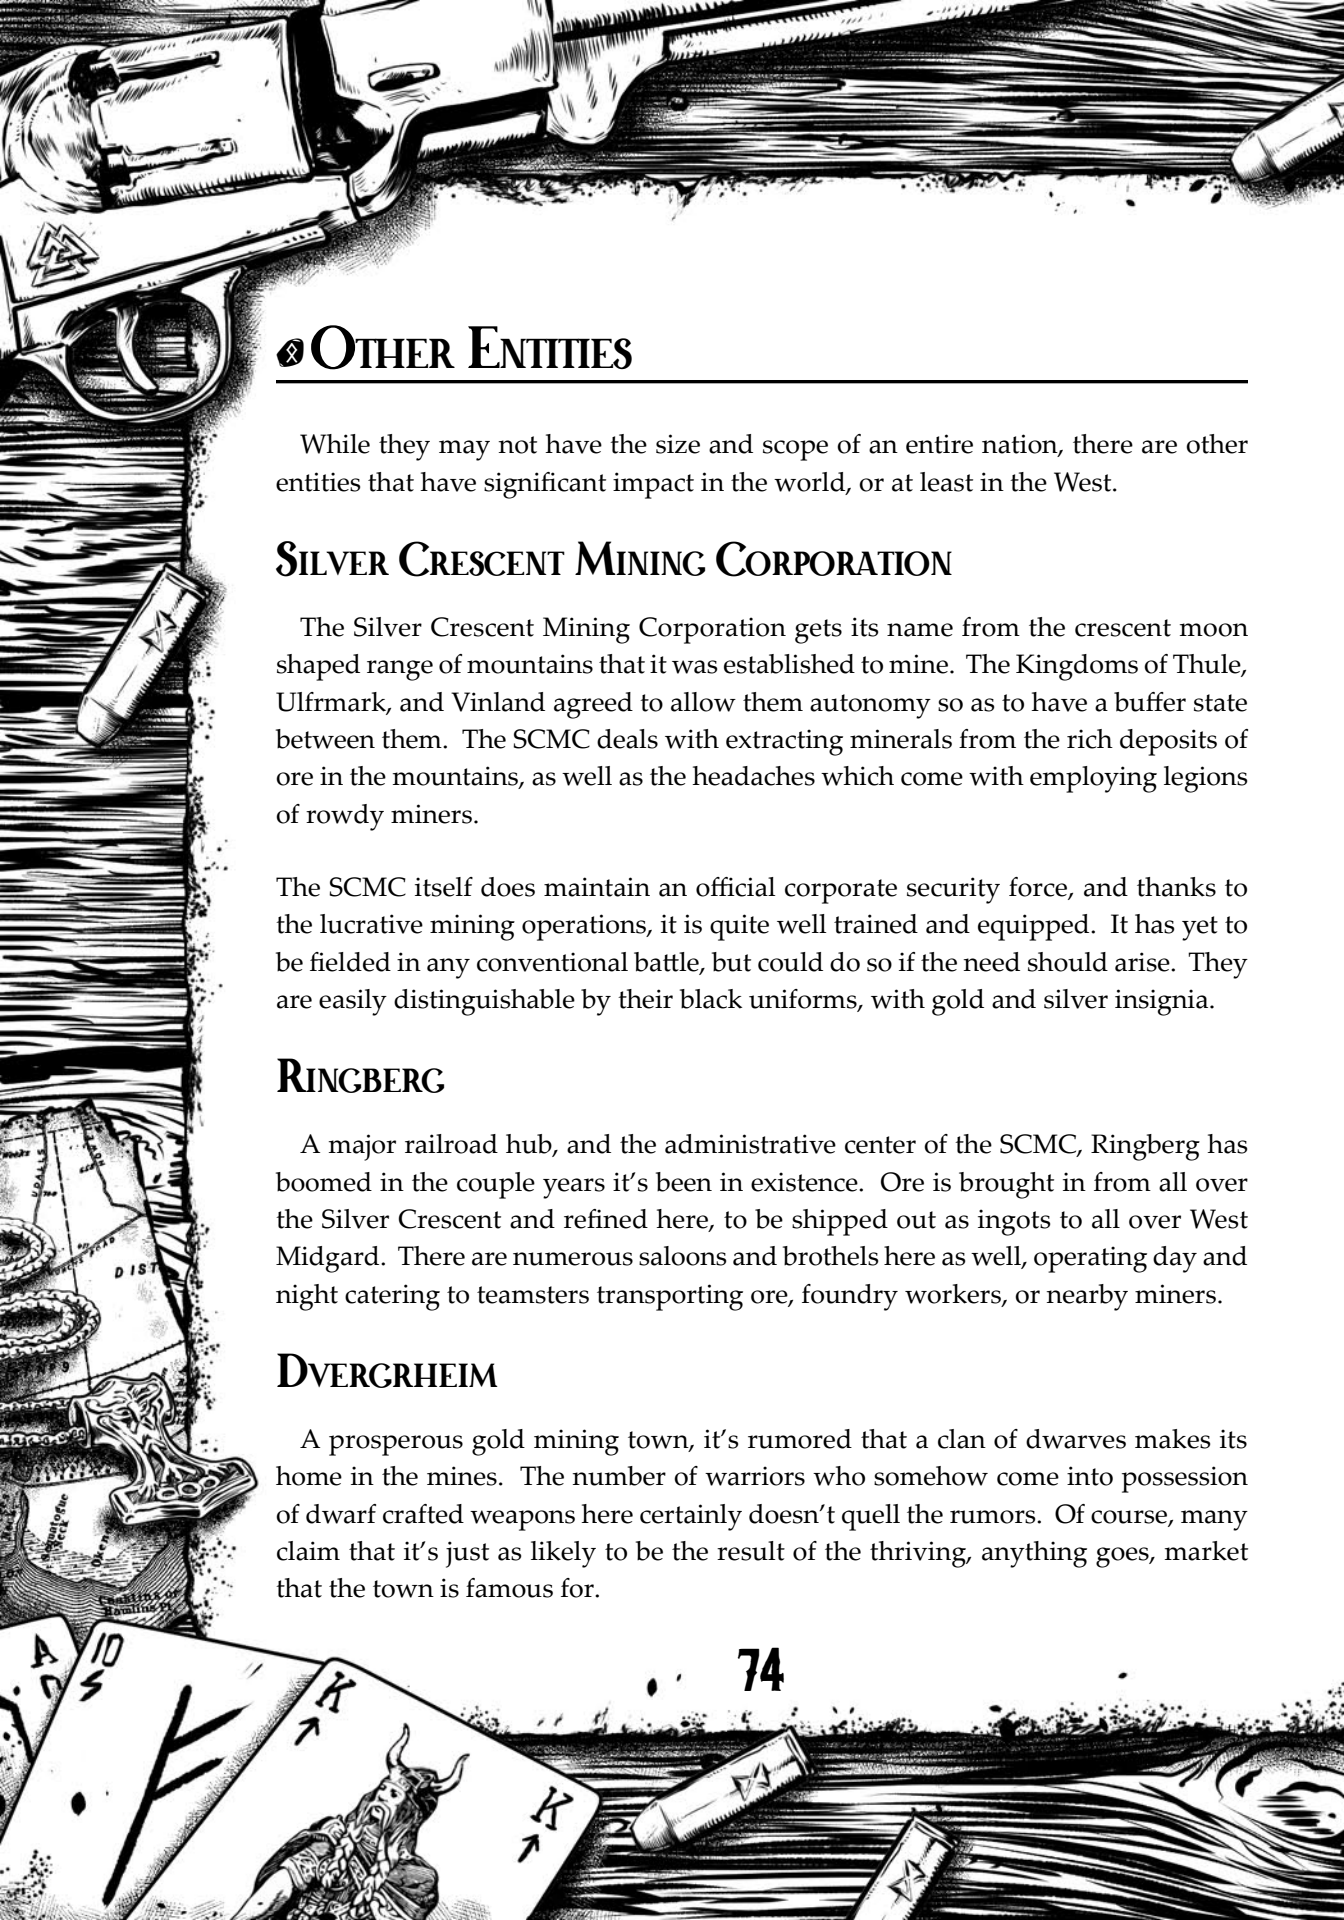 Other Entities
While they may not have the size and scope of an entire nation, there are other
entities that have significant impact in the world, or at least in the West.
Silver Crescent Mining Corporation
The Silver Crescent Mining Corporation gets its name from the crescent moon
shaped range of mountains that it was established to mine. The Kingdoms of Thule,
Ulfrmark, and Vinland agreed to allow them autonomy so as to have a buffer state
between them. The SCMC deals with extracting minerals from the rich deposits of
ore in the mountains, as well as the headaches which come with employing legions
of rowdy miners.
The SCMC itself does maintain an official corporate security force, and thanks to
the lucrative mining operations, it is quite well trained and equipped. It has yet to
be fielded in any conventional battle, but could do so if the need should arise. They
are easily distinguishable by their black uniforms, with gold and silver insignia.
Ringberg
A major railroad hub, and the administrative center of the SCMC, Ringberg has
boomed in the couple years it's been in existence. Ore is brought in from all over
the Silver Crescent and refined here, to be shipped out as ingots to all over West
Midgard. There are numerous saloons and brothels here as well, operating day and
night catering to teamsters transporting ore, foundry workers, or nearby miners.
DIST
Dvergrheim
A prosperous gold mining town, it's rumored that a clan of dwarves makes its
home in the mines. The number of warriors who somehow come into possession
of dwarf crafted weapons here certainly doesn't quell the rumors. Of course, many
claim that it's just as likely to be the result of the thriving, anything goes, market
that the town is famous for.
74
A
10
K
K